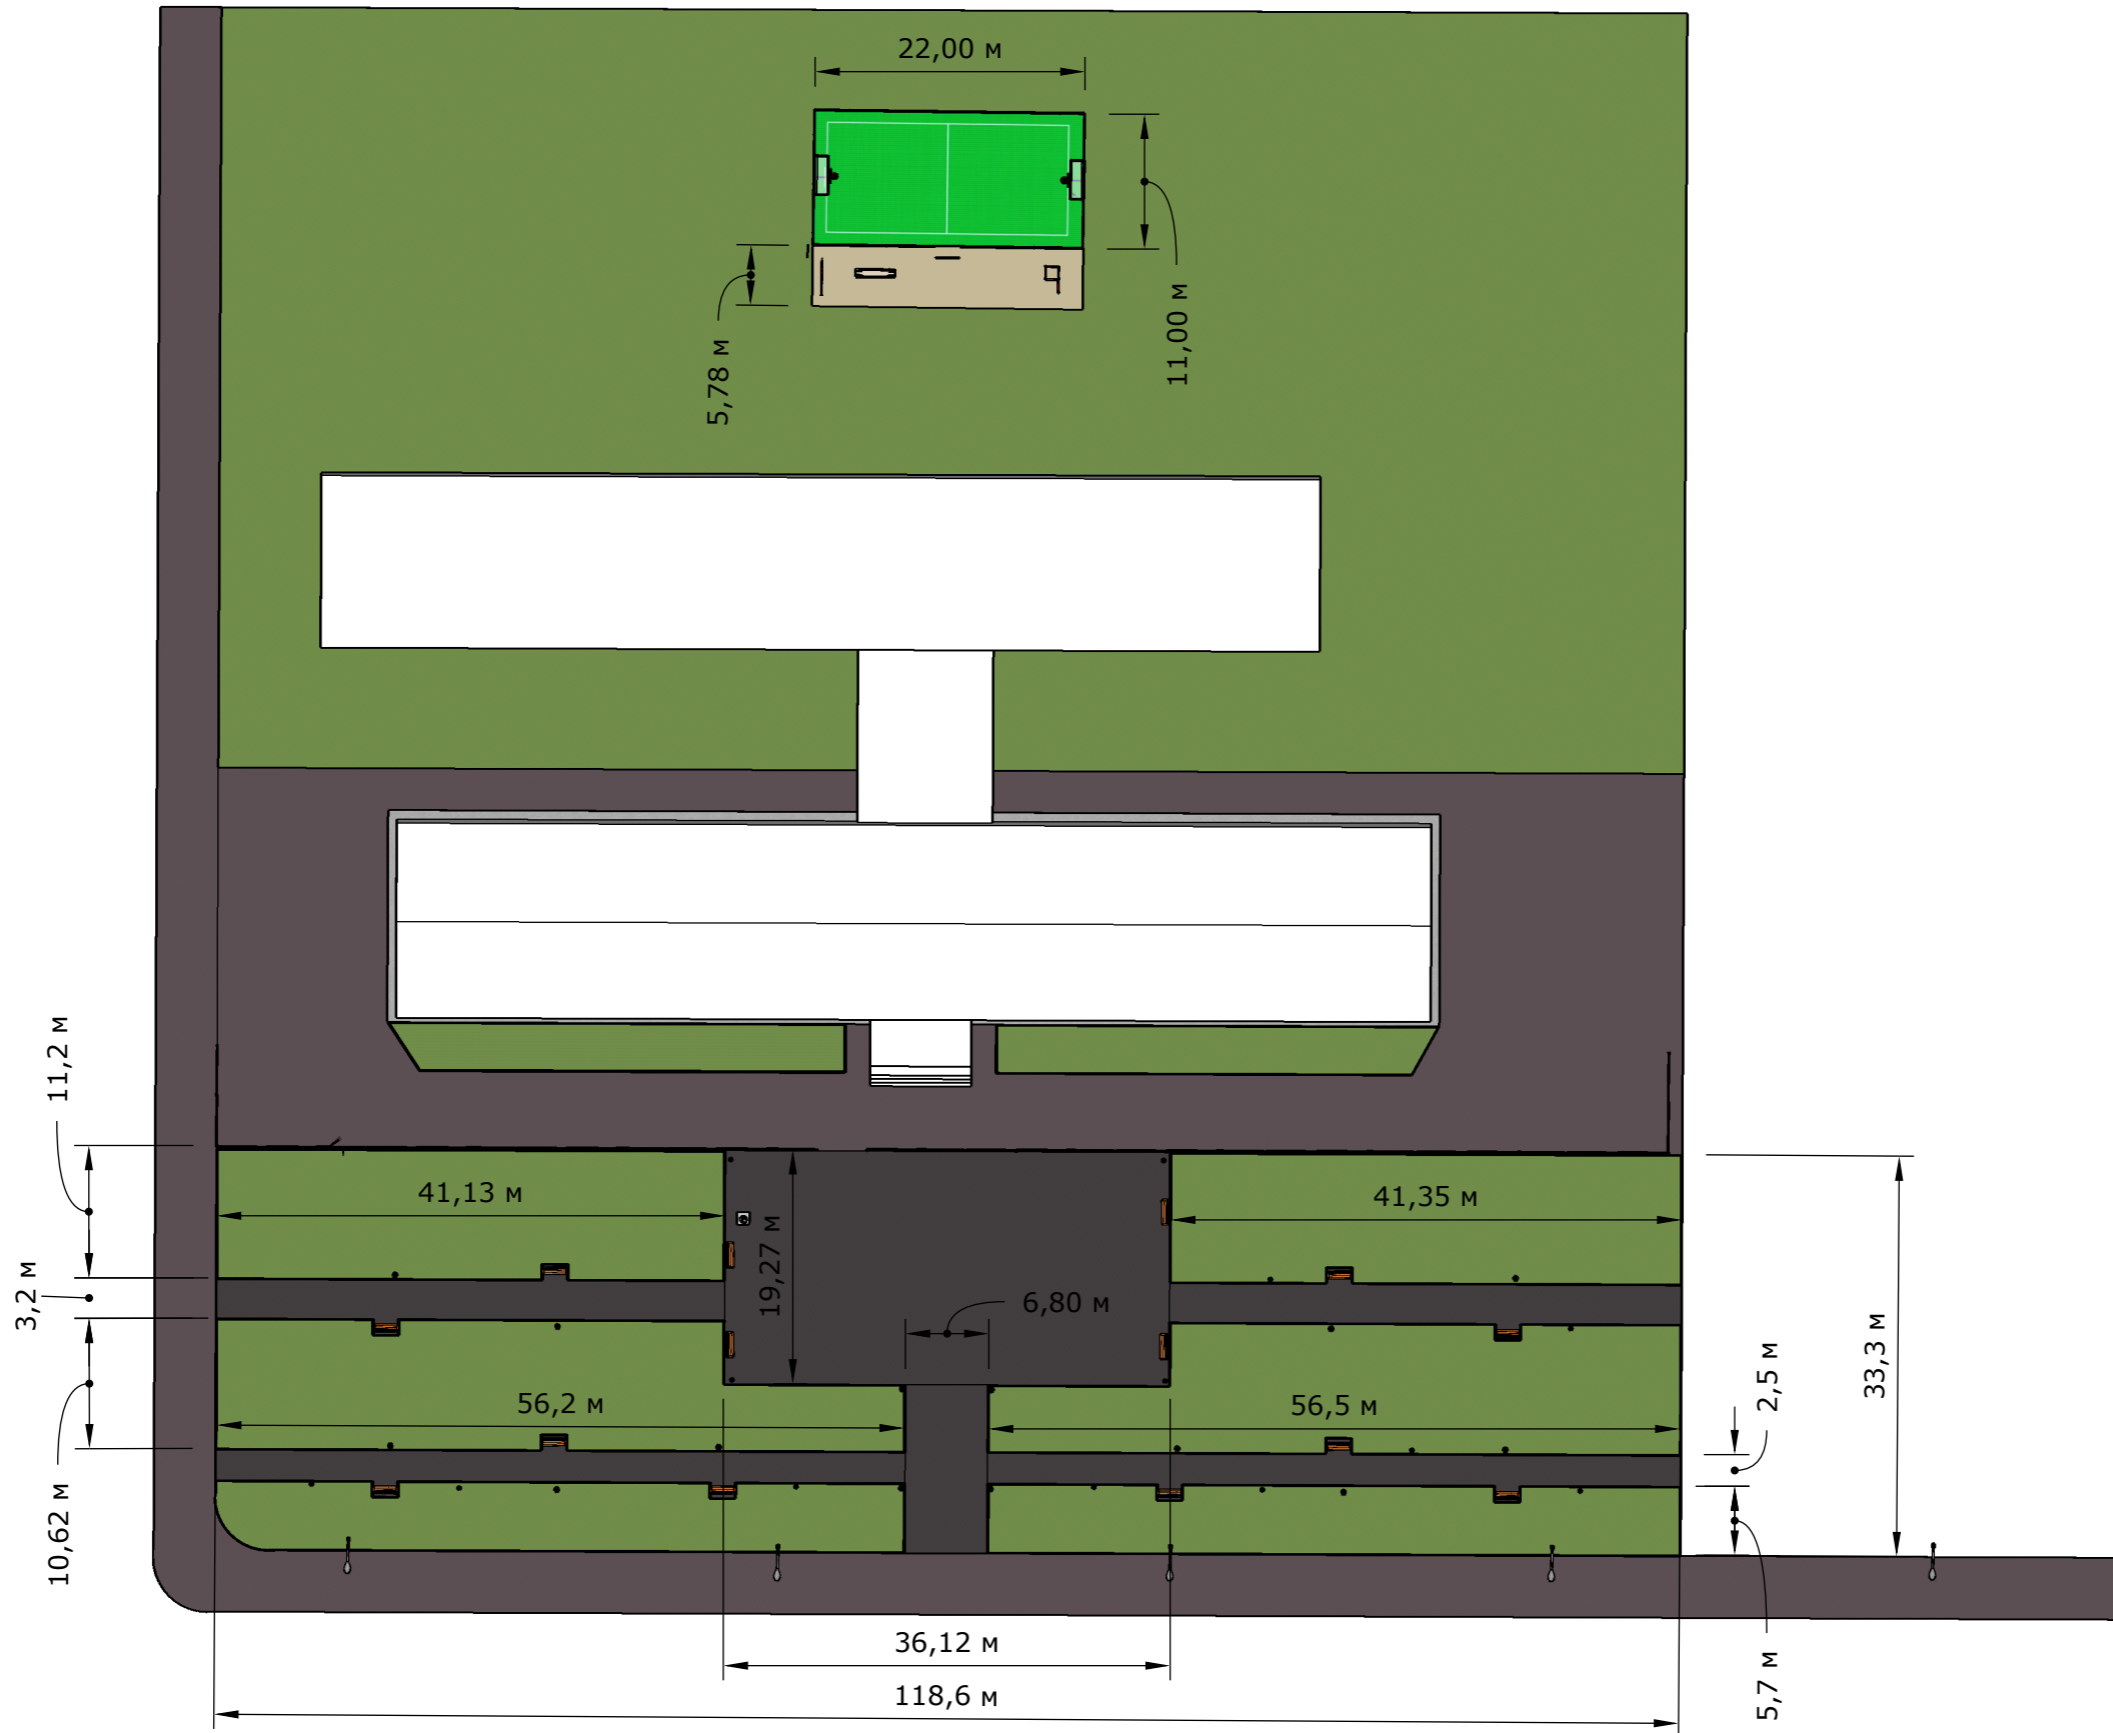 22,00 м
11,00 м
5,78 м
11,2 м
41,13 м
41,35 м
19,27 м
3,2 м
6,80 м
33,3 м
2,5 м
56,2 м
56,5 м
10,62 м
36,12 м
5,7 м
118,6 м